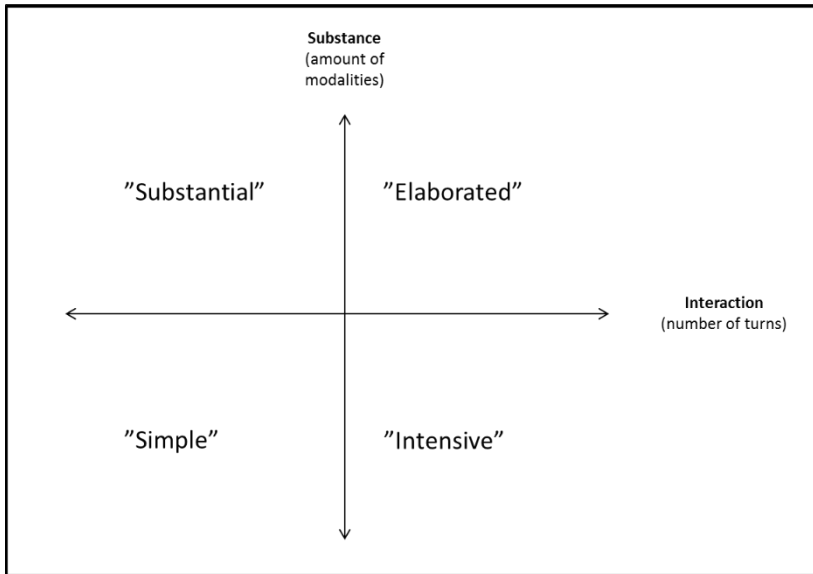 Substance
(amount of
modalities)
”Substantial”
”Elaborated”
Interaction
(number of turns)
”Simple”
”Intensive”